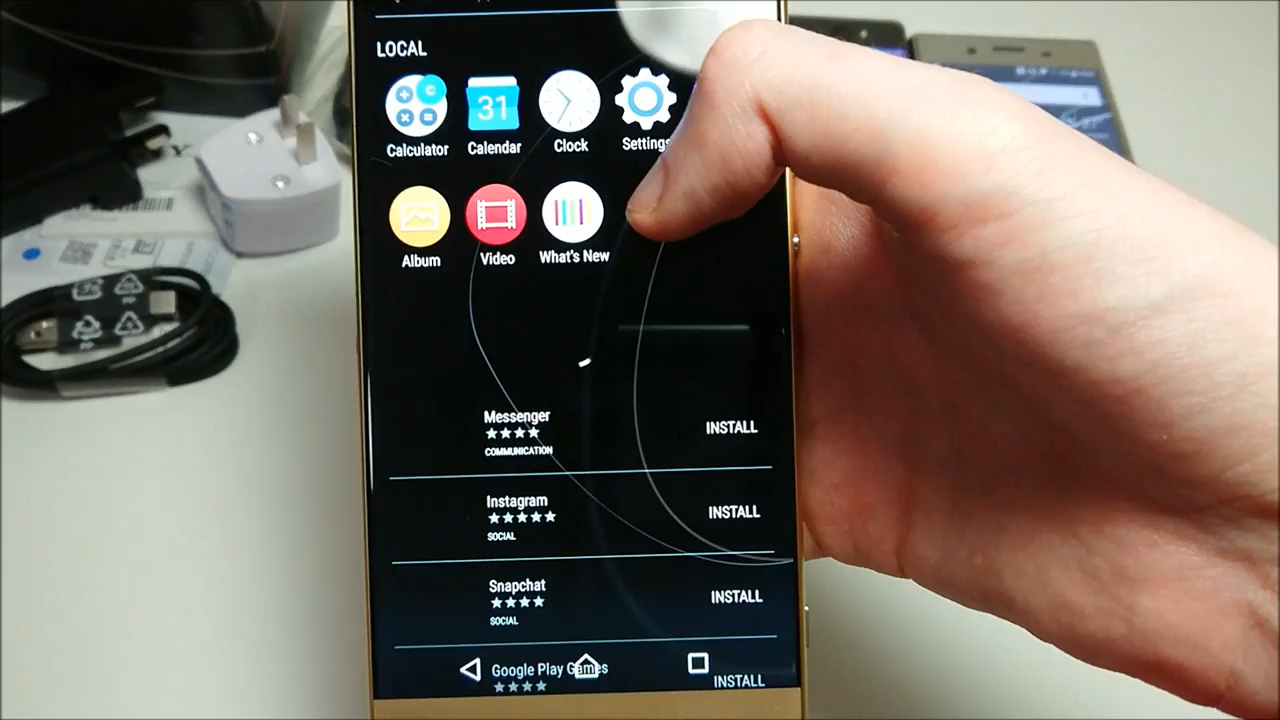 LOCAL
31
Calculator Calendar Clock Settings
Album Video What's New
Messenger
INSTALL
COMMUNICATION
Instagram
INSTALL
SOCIAL
Snapchat
INSTALL
SOCIAL
Google Play Games
INSTALL